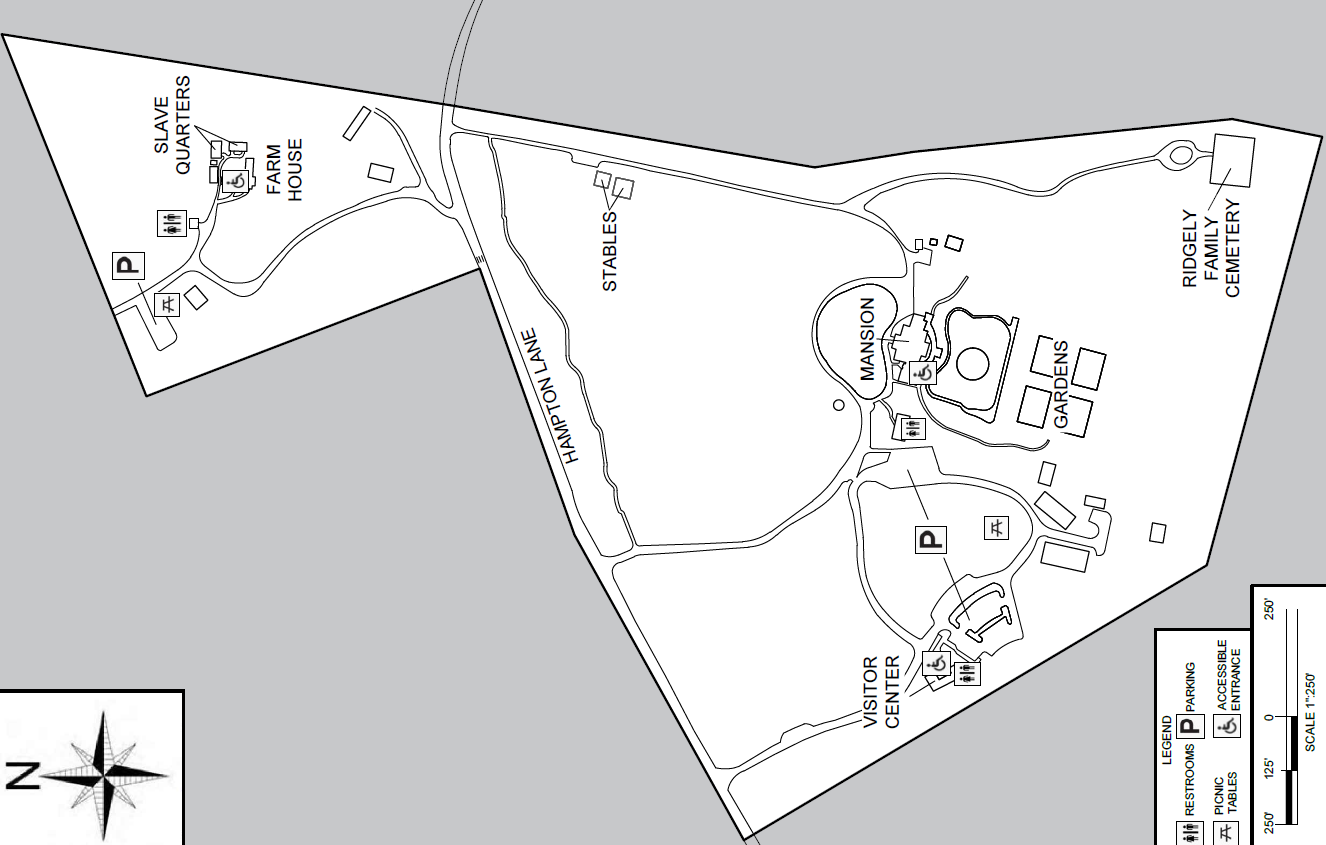 SLAVE
QUARTERS
FARM
HOUSE
P
STABLES
HAMPTON LANE
MANSION
GARDENS
RIDGELY
FAMILY
CEMETERY
P
VISITOR
CENTER
N
LEGEND
RESTROOMS
P
PARKING
PICNIC
TABLES
ACCESSIBLE
ENTRANCE
250'
125'
0
250'
SCALE 1":250'